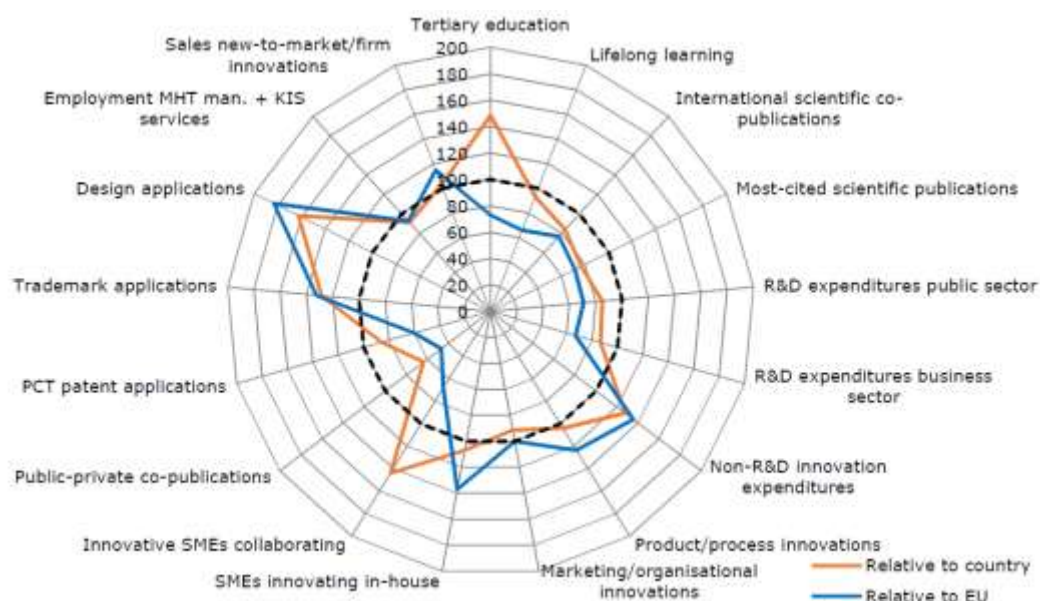 Tertiary education
Sales new-to-market/firm
innovations
Lifelong learning
Employment MHT man. + KIS
services
International scientific co-
publications
Design applications
Most-cited scientific publications
Trademark applications
R&D expenditures public sector
PCT patent applications
R&D expenditures business
sector
Public-private co-publications
Non-R&D innovation
expenditures
Innovative SMEs collaborating
Product/process innovations
SMEs innovating in-house
Marketing/organisational
innovations
200
180
160
140
120
100
80
60
40
20
0
Relative to country
Relative to EU